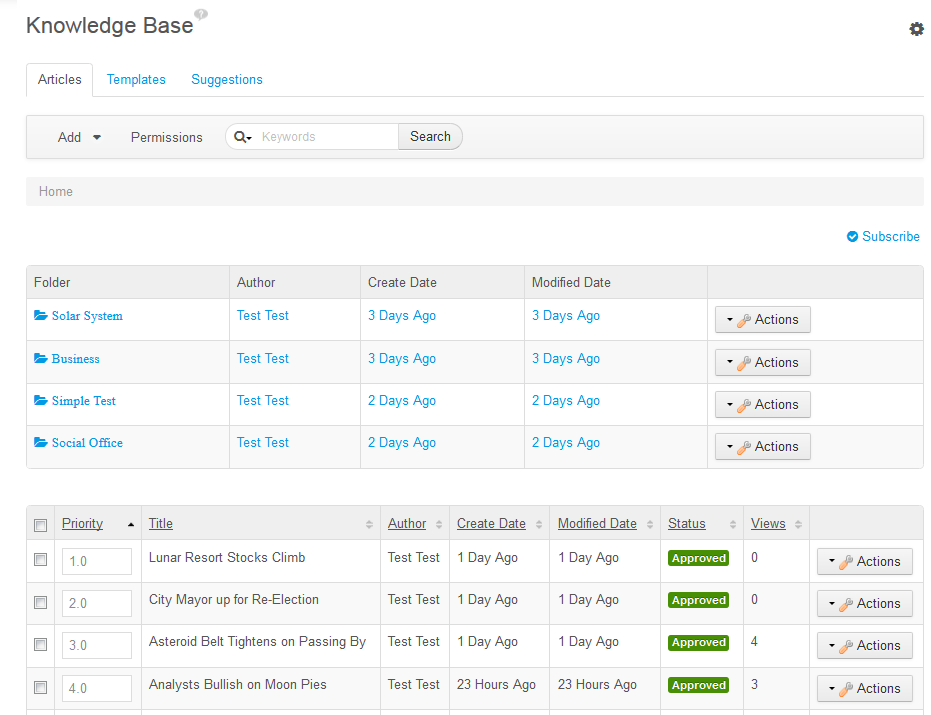 Knowledge Base ?
Articles Templates Suggestions
Add Permissions Keywords Search
Home
Subscribe
Folder Author Create Date Modified Date
Solar System Test Test 3 Days Ago 3 Days Ago Actions
Business Test Test 3 Days Ago 3 Days Ago Actions
Simple Test Test Test 2 Days Ago 2 Days Ago Actions
Social Office Test Test 2 Days Ago 2 Days Ago Actions
Priority Title Author Create Date Modified Date Status Views
1.0 Lunar Resort Stocks Climb Test Test 1 Day Ago 1 Day Ago Approved 0 Actions
2.0 City Mayor up for Re-Election Test Test 1 Day Ago 1 Day Ago Approved 0 Actions
3.0 Asteroid Belt Tightens on Passing By Test Test 1 Day Ago 1 Day Ago Approved 4 Actions
4.0 Analysts Bullish on Moon Pies Test Test 23 Hours Ago 23 Hours Ago Approved 3 Actions